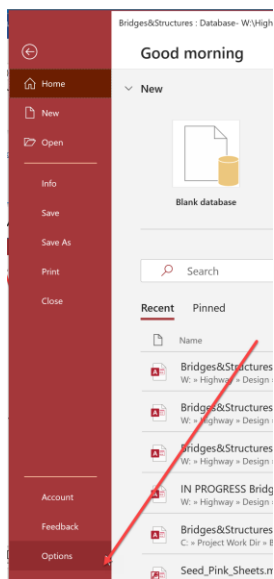 Bridges&Structures : Database- W:\High
Good morning
Home
New
Open
Info
Save
Save As
Print
Close
Account
Feedback
Options
New
Blank database
Search
Recent Pinned
Name
Bridges&Structures
W: » Highway » Design »
Bridges&Structures
W: » Highway » Design »
Bridges&Structures
W: » Highway » Design »
IN PROGRESS Bridg
W: » Highway » Design »
Bridges&Structures
C: » Project Work Dir » B
Seed_Pink_Sheets.m